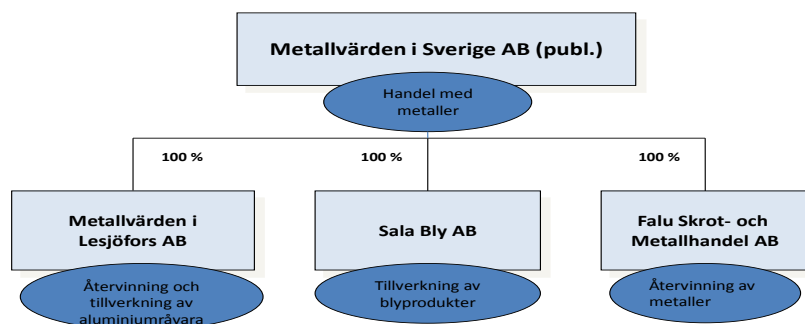 Metallvärden i Sverige AB (publ.)
Handel med
metaller
100 %
100 %
100 %
Metallvärden i
Lesjöfors AB
Sala Bly AB
Falu Skrot- och
Metallhandel AB
Återvinning och
tillverkning av
aluminiumråvara
Tillverkning av
blyprodukter
Återvinning av
metaller